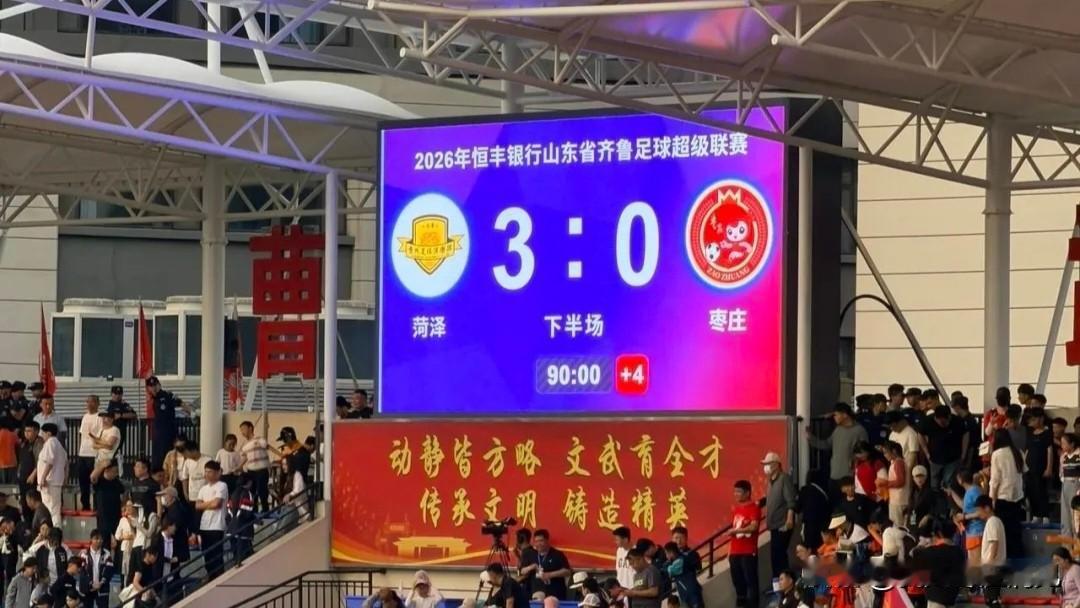 2026年恒丰银行山东省齐鲁足球超级联赛
3:0
ZAO ZHUANG
菏泽
下半场
枣庄
90:00 +4
动静皆方略 文武育全才
传承文明 铸造精英